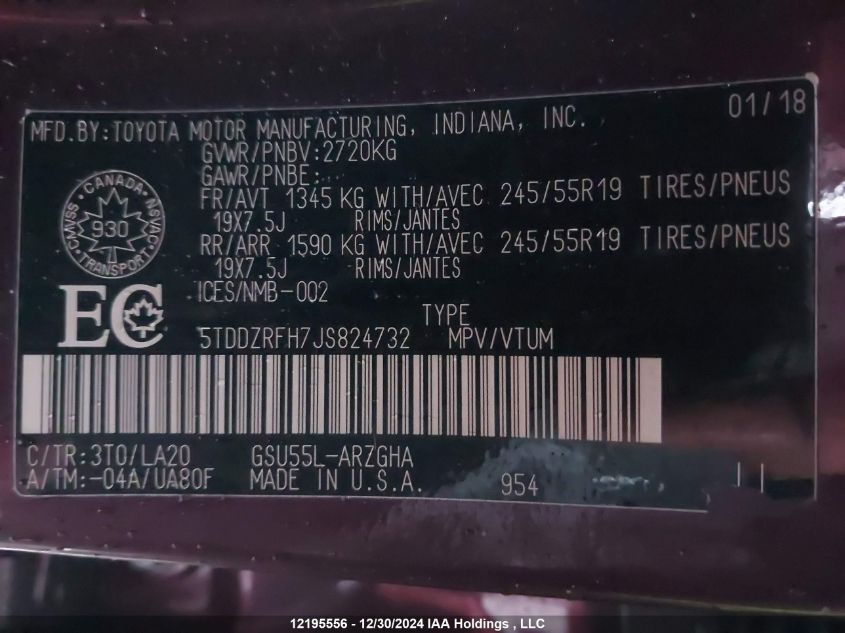 01/18
MFD.BY:TOYOTA MOTOR MANUFACTURING, INDIANA, INC.
GVWR/PNBV:2720KG
GAWR/PNBE:
FR/AVT 1345 KG WITH/AVEC 245/55R19 TIRES/PNEUS
19X7.5J RIMS/JANTES
RR/ARR 1590 KG WITH/AVEC 245/55R19 TIRES/PNEUS
19X7.5J RIMS/JANTES
ICES/NMB-002
CANADA
CMVSS NSVAC
930
TRANSPORT
EC
TYPE
5TDDZRFH7JS824732 MPV/VTUM
C/TR:3T0/LA20 GSU55L-ARZGHA
A/TM:-04A/UA80F MADE IN U.S.A. 954
12195556 - 12/30/2024 IAA Holdings , LLC